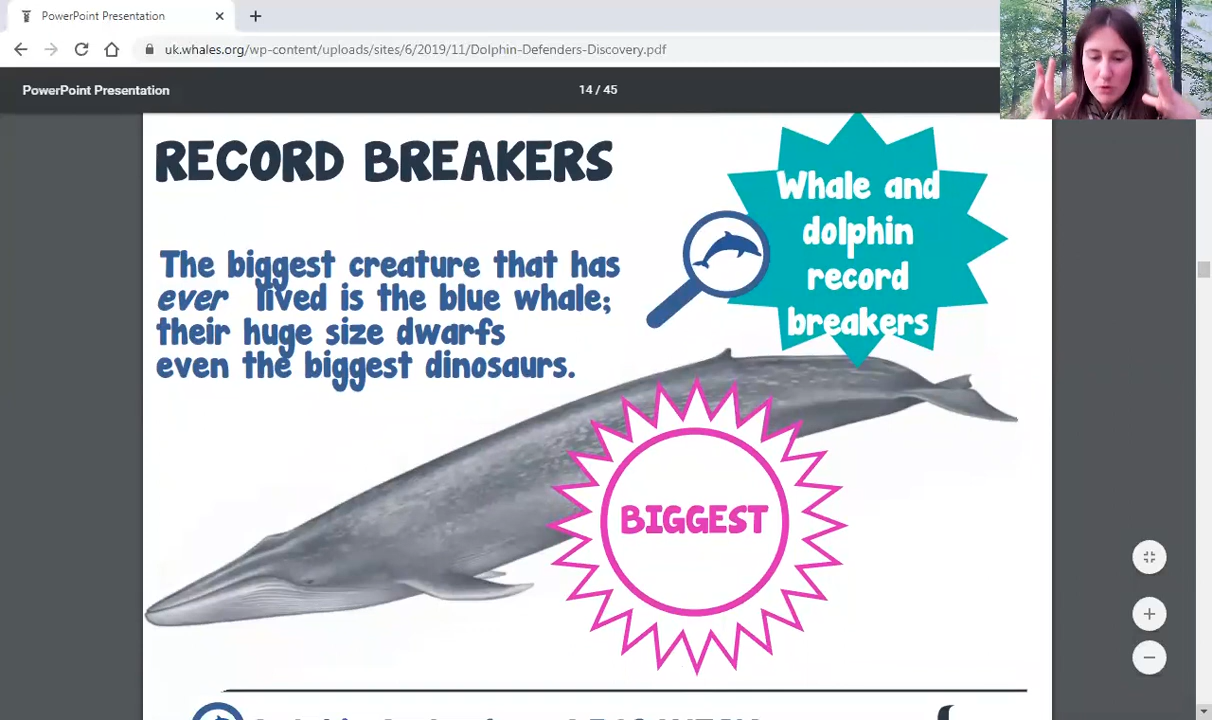 PowerPoint Presentation
uk.whales.org/wp-content/uploads/sites/6/2019/11/Dolphin-Defenders-Discovery.pdf
PowerPoint Presentation
14 / 45
RECORD BREAKERS
Whale and
dolphin
record
breakers
The biggest creature that has
ever lived is the blue whale;
their huge size dwarfs
even the biggest dinosaurs.
BIGGEST